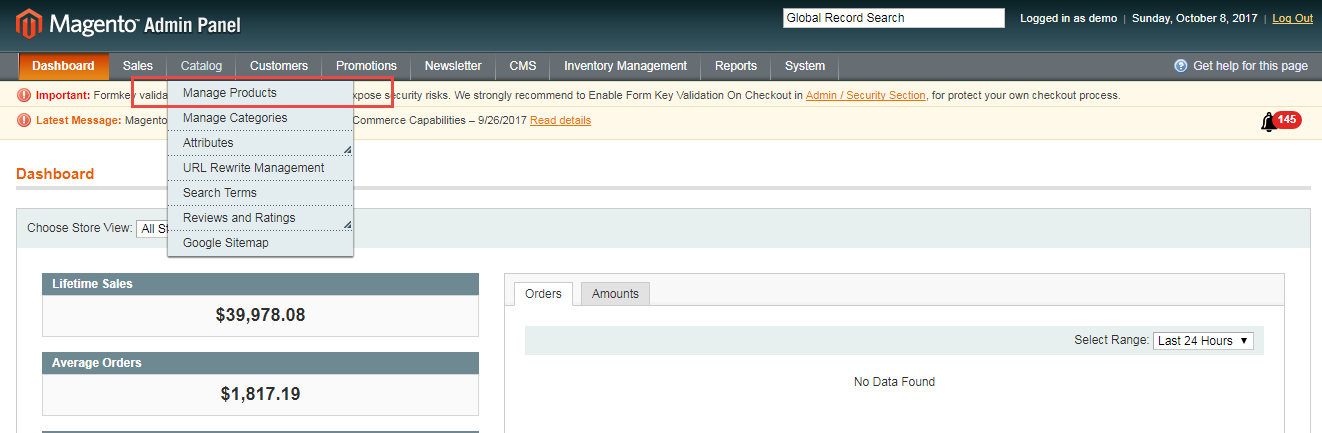 Magento Admin Panel
Global Record Search
Logged in as demo | Sunday, October 8, 2017 | Log Out
Dashboard Sales Catalog Customers Promotions Newsletter CMS Inventory Management Reports System
Get help for this page
Important: Formkey valida xpose security risks. We strongly recommend to Enable Form Key Validation On Checkout in Admin / Security Section, for protect your own checkout process.
Latest Message: Magento Commerce Capabilities – 9/26/2017 Read details
145
Manage Products
Manage Categories
Attributes
URL Rewrite Management
Search Terms
Reviews and Ratings
Google Sitemap
Dashboard
Choose Store View: All St
Lifetime Sales
$39,978.08
Average Orders
$1,817.19
Orders Amounts
Select Range: Last 24 Hours
No Data Found